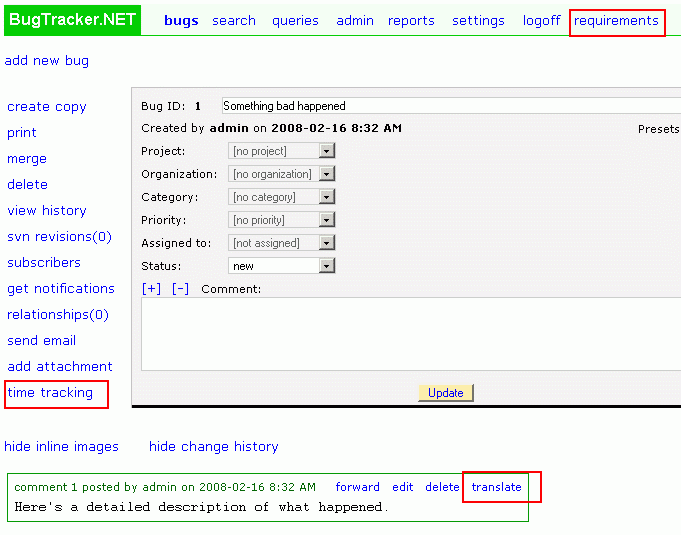 BugTracker.NET bugs search queries admin reports settings logoff requirements
add new bug
create copy
print
merge
delete
view history
svn revisions(0)
subscribers
get notifications
relationships(0)
send email
add attachment
time tracking
Bug ID: 1 Something bad happened
Created by admin on 2008-02-16 8:32 AM Presets
Project: [no project]
Organization: [no organization]
Category: [no category]
Priority: [no priority]
Assigned to: [not assigned]
Status: new
[+] [-] Comment:
Update
hide inline images hide change history
comment 1 posted by admin on 2008-02-16 8:32 AM forward edit delete translate
Here's a detailed description of what happened.